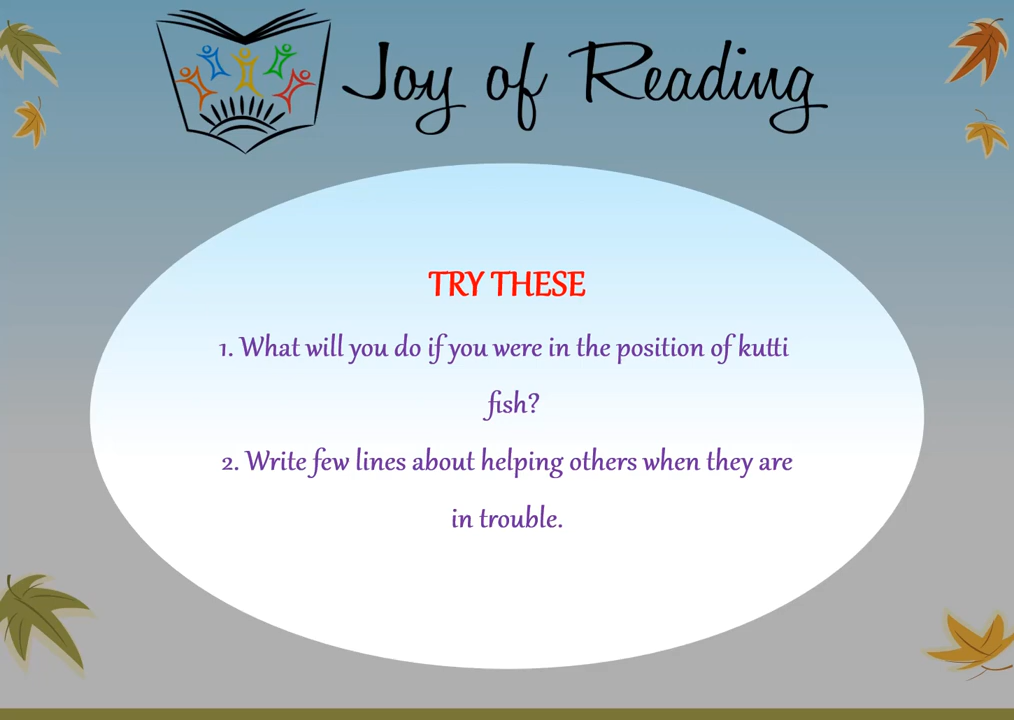 Joy of Reading
TRY THESE
1. What will you do if you were in the position of kutti
fish?
2. Write few lines about helping others when they are
in trouble.